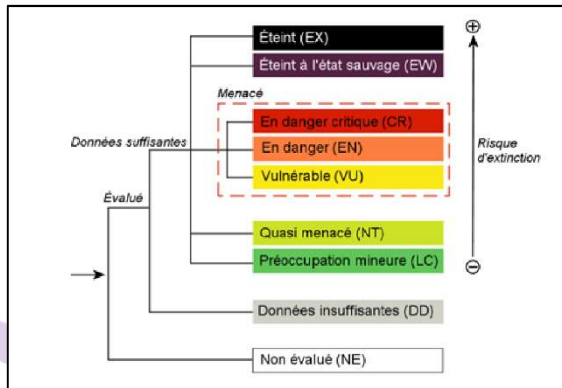 Éteint (EX)
Éteint à l'état sauvage (EW)
Menacé
En danger critique (CR)
Données suffisantes
En danger (EN)
Risque
d'extinction
Vulnérable (VU)
Évalué
Quasi menacé (NT)
Préoccupation mineure (LC)
Données insuffisantes (DD)
Non évalué (NE)